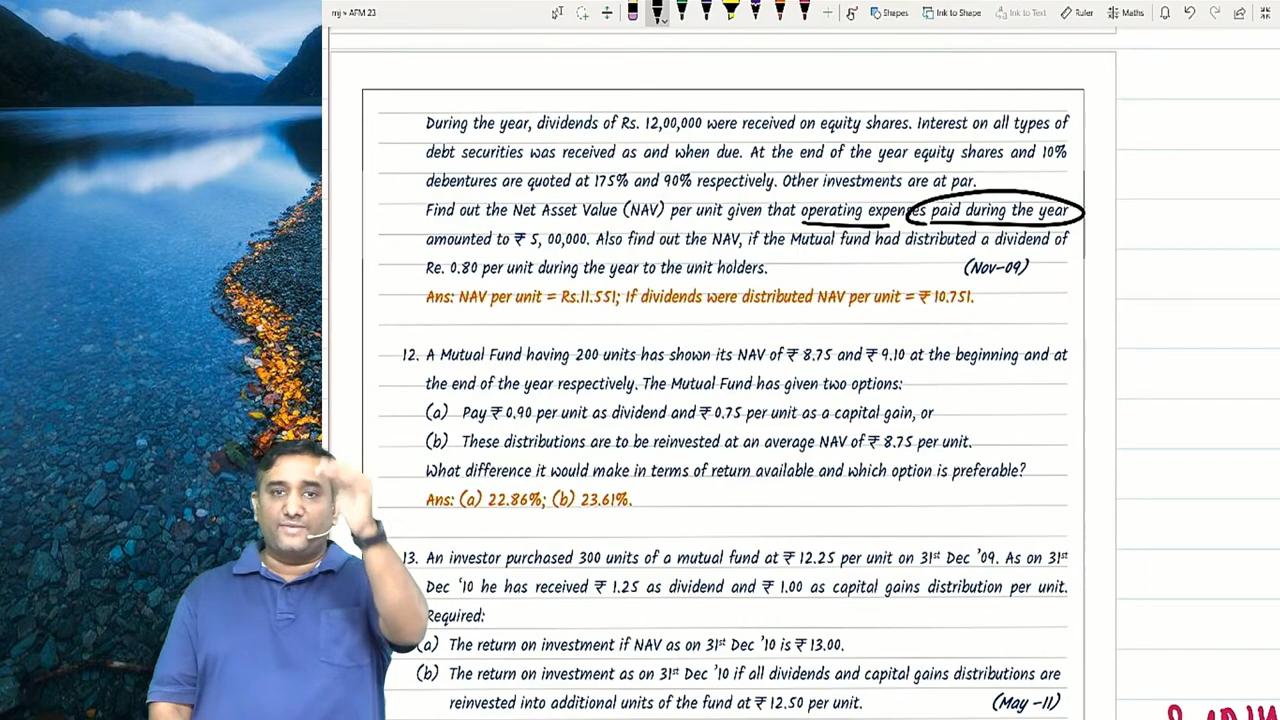 mj » AFM 23
Shapes
Ink to Shape
Ink to Text
Ruler
Maths
During the year, dividends of Rs. 12,00,000 were received on equity shares. Interest on all types of
debt securities was received as and when due. At the end of the year equity shares and 10%
debentures are quoted at 175% and 90% respectively. Other investments are at par.
Find out the Net Asset Value (NAV) per unit given that operating expenses paid during the year
amounted to ₹ 5, 00,000. Also find out the NAV, if the Mutual fund had distributed a dividend of
Re. 0.80 per unit during the year to the unit holders. (Nov-09)
Ans: NAV per unit = Rs.11.551; If dividends were distributed NAV per unit = ₹ 10.751.
12. A Mutual Fund having 200 units has shown its NAV of ₹ 8.75 and ₹ 9.10 at the beginning and at
the end of the year respectively. The Mutual Fund has given two options:
(a) Pay ₹ 0.90 per unit as dividend and ₹ 0.75 per unit as a capital gain, or
(b) These distributions are to be reinvested at an average NAV of ₹ 8.75 per unit.
What difference it would make in terms of return available and which option is preferable?
Ans: (a) 22.86%; (b) 23.61%.
13. An investor purchased 300 units of a mutual fund at ₹ 12.25 per unit on 31st Dec '09. As on 31st
Dec '10 he has received ₹ 1.25 as dividend and ₹ 1.00 as capital gains distribution per unit.
Required:
(a) The return on investment if NAV as on 31st Dec '10 is ₹ 13.00.
(b) The return on investment as on 31st Dec '10 if all dividends and capital gains distributions are
reinvested into additional units of the fund at ₹ 12.50 per unit. (May -11)